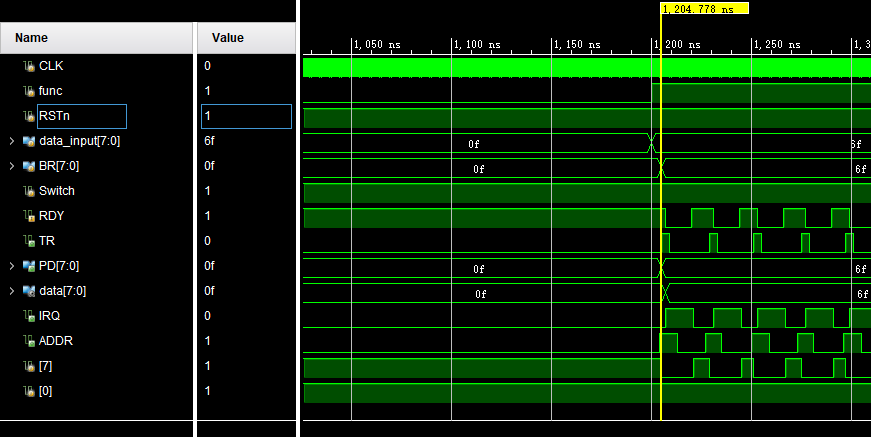 1,204.778 ns
Name Value
1,050 ns 1,100 ns 1,150 ns 1,200 ns 1,250 ns 1,3
CLK 0
func 1
RSTn 1
data_input[7:0] 6f 0f 6f
BR[7:0] 0f 0f 6f
Switch 1
RDY 1
TR 0
PD[7:0] 0f 0f 6f
data[7:0] 0f 0f 6f
IRQ 0
ADDR 1
[7] 1
[0] 1